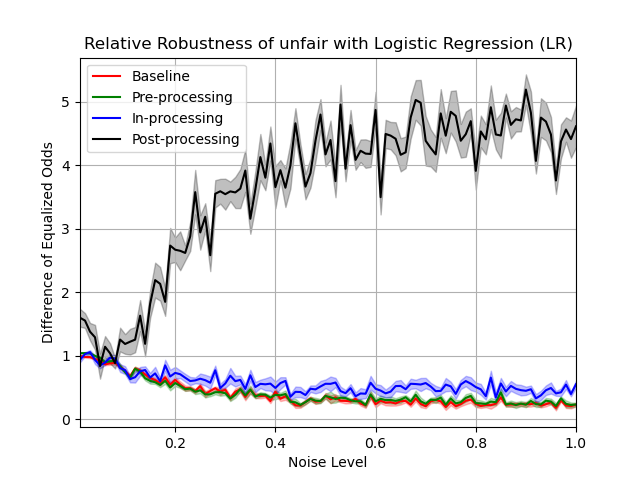 Relative Robustness of unfair with Logistic Regression (LR)
Baseline
Pre-processing
In-processing
Post-processing
Difference of Equalized Odds
5
4
3
2
1
0
0.2 0.4 0.6 0.8 1.0
Noise Level